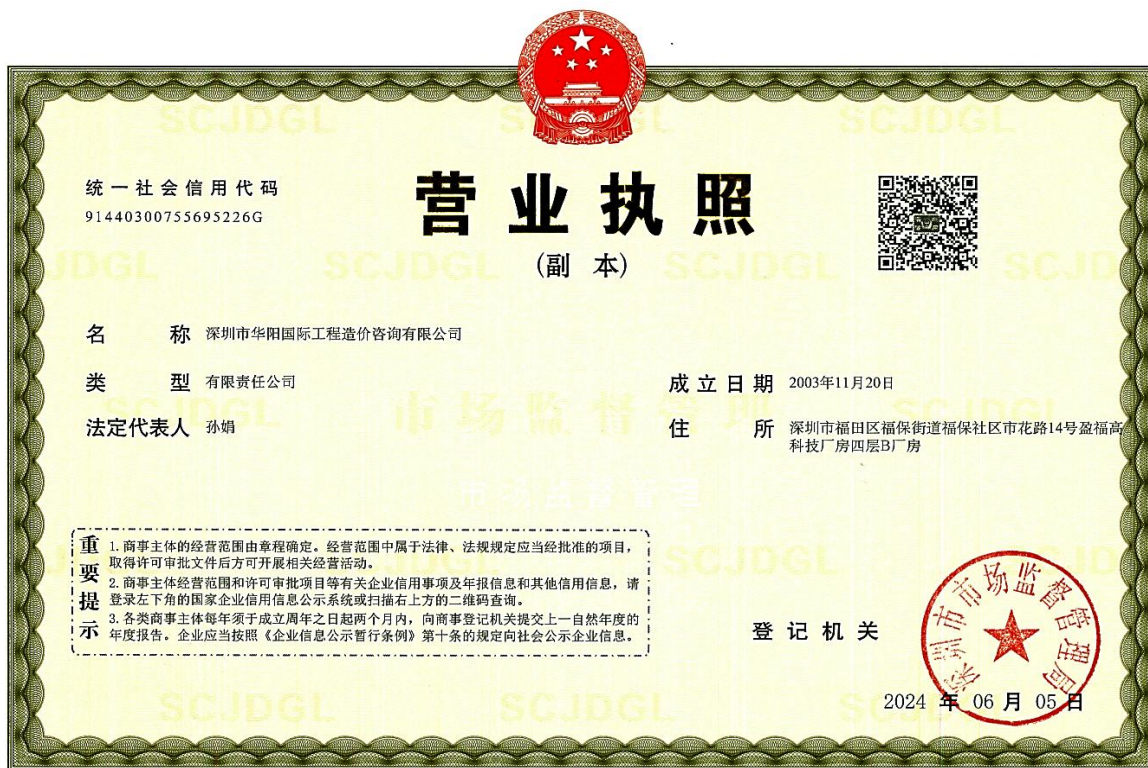 统一社会信用代码
91440300755695226G
营业执照
(副 本)
名 称 深圳市华阳国际工程造价咨询有限公司
类 型 有限责任公司
法定代表人 孙娟
成立日期 2003年11月20日
住 所 深圳市福田区福保街道福保社区市花路14号盈福高
科技厂房四层B厂房
重要提示
1. 商事主体的经营范围由章程确定。经营范围中属于法律、法规规定应当经批准的项目，
取得许可审批文件后方可开展相关经营活动。
2. 商事主体经营范围和许可审批项目等有关企业信用事项及年报信息和其他信用信息，请
登录左下角的国家企业信用信息公示系统或扫描右上方的二维码查询。
3. 各类商事主体每年须于成立周年之日起两个月内，向商事登记机关提交上一自然年度的
年度报告。企业应当按照《企业信息公示暂行条例》第十条的规定向社会公示企业信息。
登记机关
深圳市市场监督管理局
2024 年 06 月 05 日
SCJDGL
市场监督管理